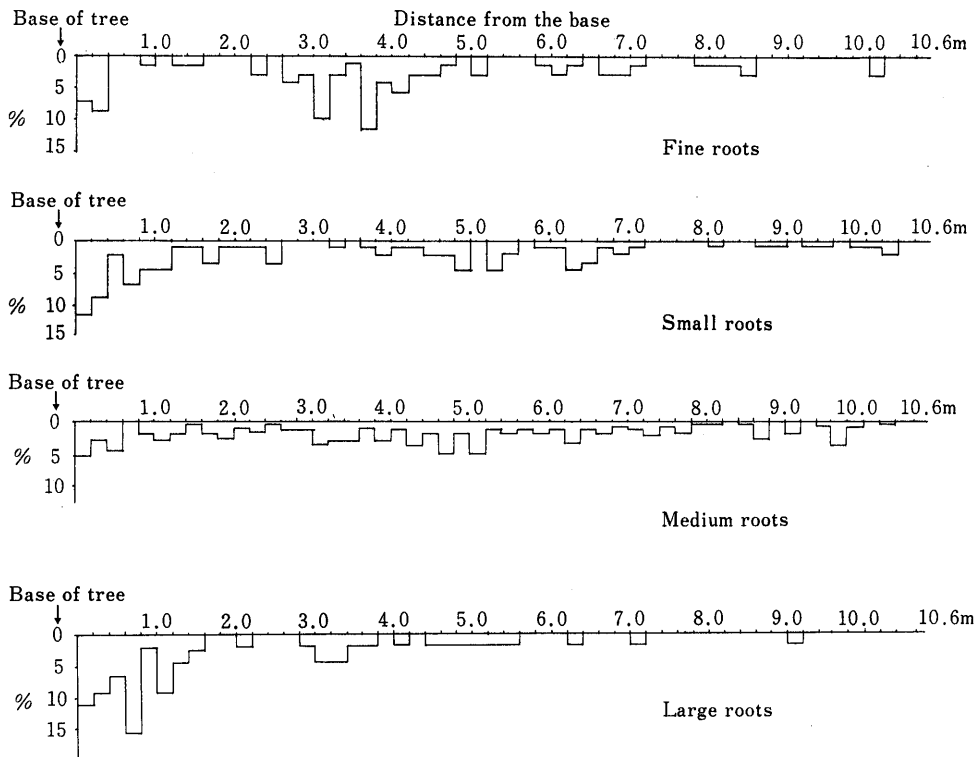 Distance from the base
Base of tree
0 1.0 2.0 3.0 4.0 5.0 6.0 7.0 8.0 9.0 10.0 10.6m
5
% 10
15
Fine roots
Base of tree
0 1.0 2.0 3.0 4.0 5.0 6.0 7.0 8.0 9.0 10.0 10.6m
5
% 10
15
Small roots
Base of tree
0 1.0 2.0 3.0 4.0 5.0 6.0 7.0 8.0 9.0 10.0 10.6m
% 5
10
Medium roots
Base of tree
0 1.0 2.0 3.0 4.0 5.0 6.0 7.0 8.0 9.0 10.0 10.6m
5
% 10
15
Large roots